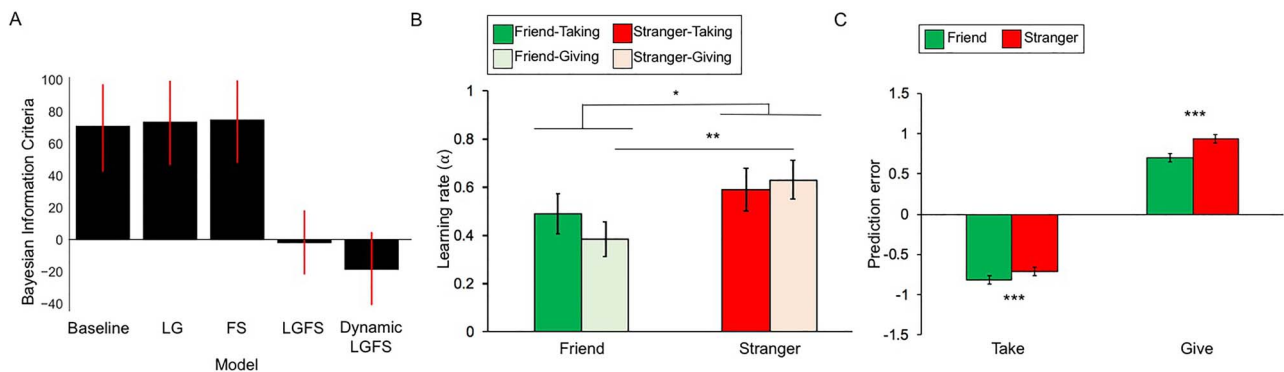 A
Bayesian Information Criteria
100
80
60
40
20
0
−20
−40
Baseline LG FS LGFS Dynamic
LGFS
Model
B
Friend-Taking Stranger-Taking
Friend-Giving Stranger-Giving
Learning rate (α)
1
0.8
0.6
0.4
0.2
0
*
**
Friend Stranger
C
Friend Stranger
Prediction error
1.5
1
0.5
0
-0.5
-1
-1.5
***
***
Take Give